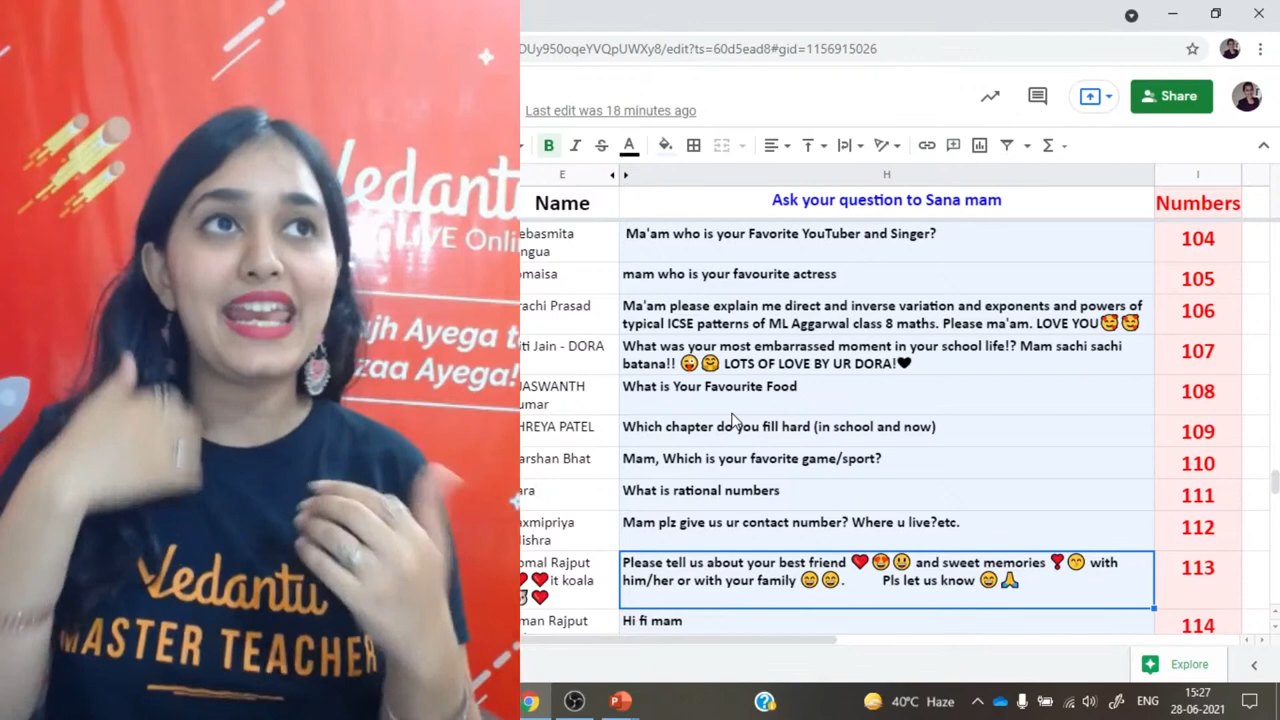 DUy950oqeYVQpUWXy8/edit?ts=60d5ead8#gid=1156915026
Last edit was 18 minutes ago
Share
E
H
I
Name
Ask your question to Sana mam
Numbers
ebasmita
ngua
Ma'am who is your Favorite YouTuber and Singer?
104
omaisa
mam who is your favourite actress
105
rachi Prasad
Ma'am please explain me direct and inverse variation and exponents and powers of
typical ICSE patterns of ML Aggarwal class 8 maths. Please ma'am. LOVE YOU🥰🥰
106
iti Jain - DORA
What was your most embarrassed moment in your school life!? Mam sachi sachi
batana!! 😜🤗 LOTS OF LOVE BY UR DORA!🖤
107
ASWANTH
umar
What is Your Favourite Food
108
HREYA PATEL
Which chapter do you fill hard (in school and now)
109
arshan Bhat
Mam, Which is your favorite game/sport?
110
ara
What is rational numbers
111
axmipriya
Mam plz give us ur contact number? Where u live?etc.
112
omal Rajput
❤️❤️it koala
Please tell us about your best friend ❤️😍😃 and sweet memories ❣️😁 with
him/her or with your family 😄😄. Pls let us know 😁🙏
113
man Rajput
Hi fi mam
114
Explore
40°C Haze
ENG
15:27
28-06-2021
Vedantu
LIVE Onli
ajh Ayega t
zaa Ayega!
Vedantu
MASTER TEACHER